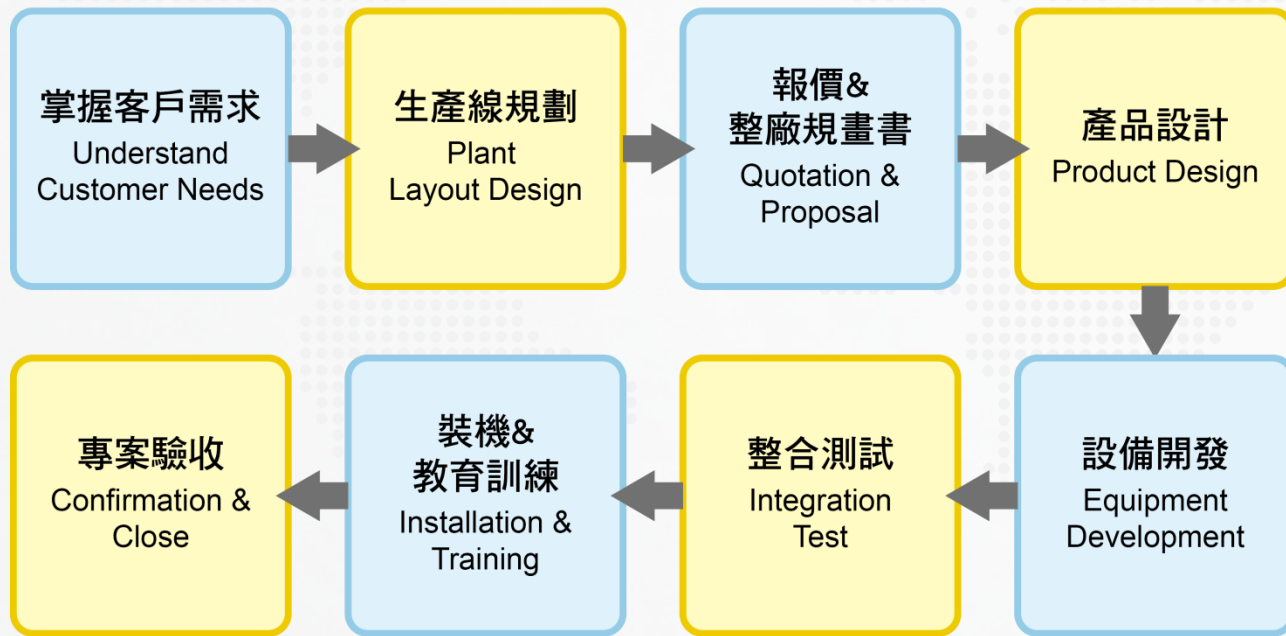 掌握客戶需求
Understand
Customer Needs
生產線規劃
Plant
Layout Design
報價&
整廠規畫書
Quotation &
Proposal
產品設計
Product Design
設備開發
Equipment
Development
整合測試
Integration
Test
裝機&
教育訓練
Installation &
Training
專案驗收
Confirmation &
Close